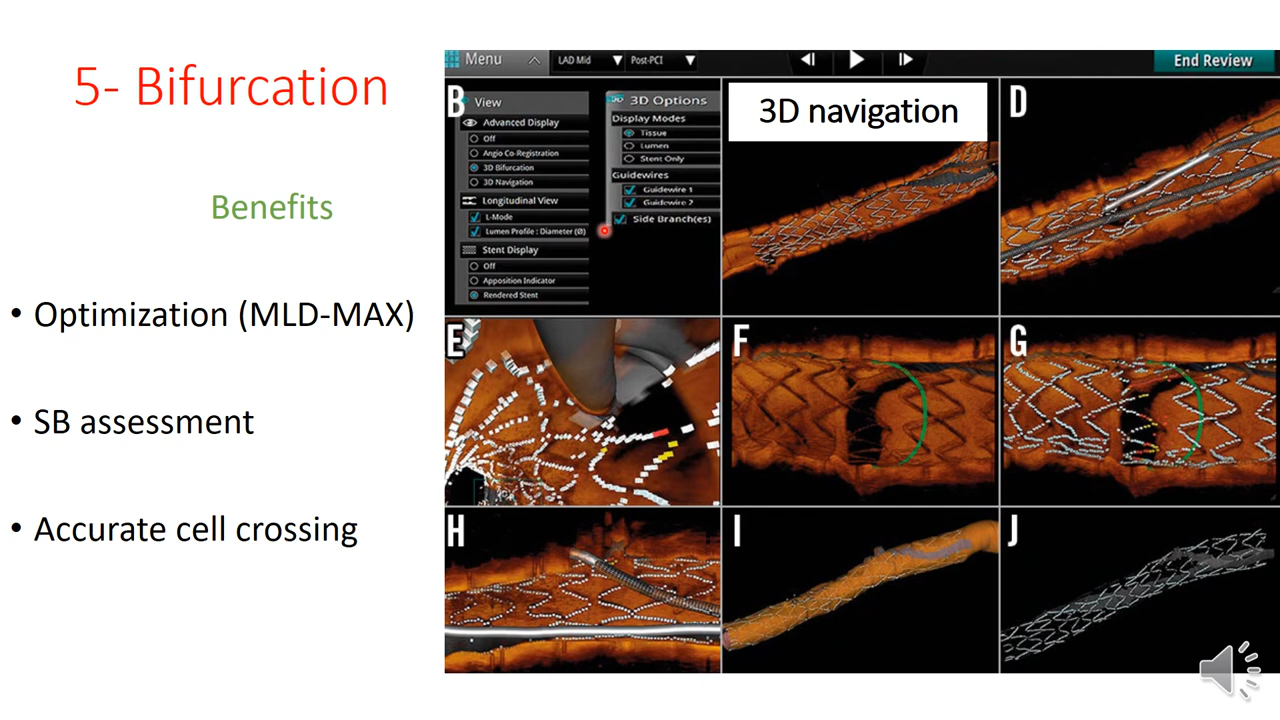 5- Bifurcation
Benefits
• Optimization (MLD-MAX)
• SB assessment
• Accurate cell crossing
Menu
LAD Mid
Post-PCI
End Review
B
View
Advanced Display
Off
Angio Co-Registration
3D Bifurcation
3D Navigation
Longitudinal View
L-Mode
Lumen Profile : Diameter (Ø)
Stent Display
Off
Apposition Indicator
Rendered Stent
3D 3D Options
Display Modes
Tissue
Lumen
Stent Only
Guidewires
Guidewire 1
Guidewire 2
Side Branch(es)
3D navigation
D
E
F
G
H
I
J